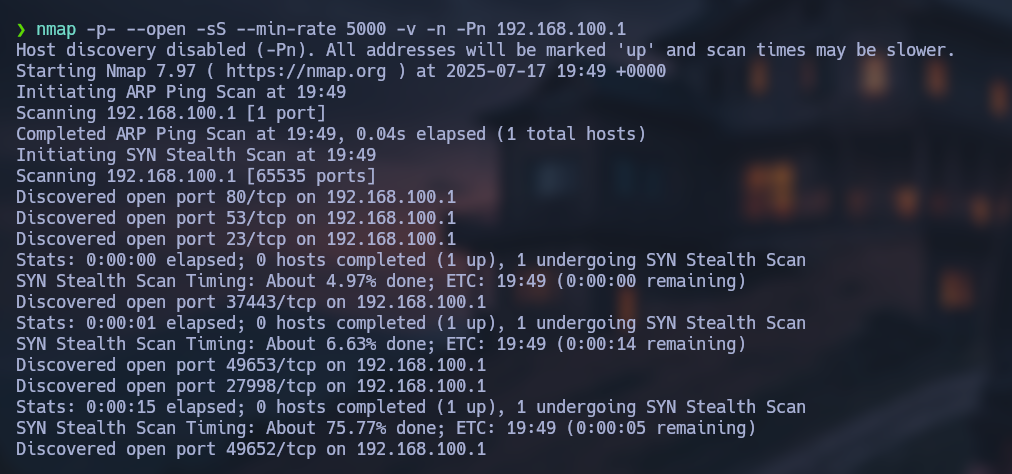 ❯ nmap -p- --open -sS --min-rate 5000 -v -n -Pn 192.168.100.1
Host discovery disabled (-Pn). All addresses will be marked 'up' and scan times may be slower.
Starting Nmap 7.97 ( https://nmap.org ) at 2025-07-17 19:49 +0000
Initiating ARP Ping Scan at 19:49
Scanning 192.168.100.1 [1 port]
Completed ARP Ping Scan at 19:49, 0.04s elapsed (1 total hosts)
Initiating SYN Stealth Scan at 19:49
Scanning 192.168.100.1 [65535 ports]
Discovered open port 80/tcp on 192.168.100.1
Discovered open port 53/tcp on 192.168.100.1
Discovered open port 23/tcp on 192.168.100.1
Stats: 0:00:00 elapsed; 0 hosts completed (1 up), 1 undergoing SYN Stealth Scan
SYN Stealth Scan Timing: About 4.97% done; ETC: 19:49 (0:00:00 remaining)
Discovered open port 37443/tcp on 192.168.100.1
Stats: 0:00:01 elapsed; 0 hosts completed (1 up), 1 undergoing SYN Stealth Scan
SYN Stealth Scan Timing: About 6.63% done; ETC: 19:49 (0:00:14 remaining)
Discovered open port 49653/tcp on 192.168.100.1
Discovered open port 27998/tcp on 192.168.100.1
Stats: 0:00:15 elapsed; 0 hosts completed (1 up), 1 undergoing SYN Stealth Scan
SYN Stealth Scan Timing: About 75.77% done; ETC: 19:49 (0:00:05 remaining)
Discovered open port 49652/tcp on 192.168.100.1